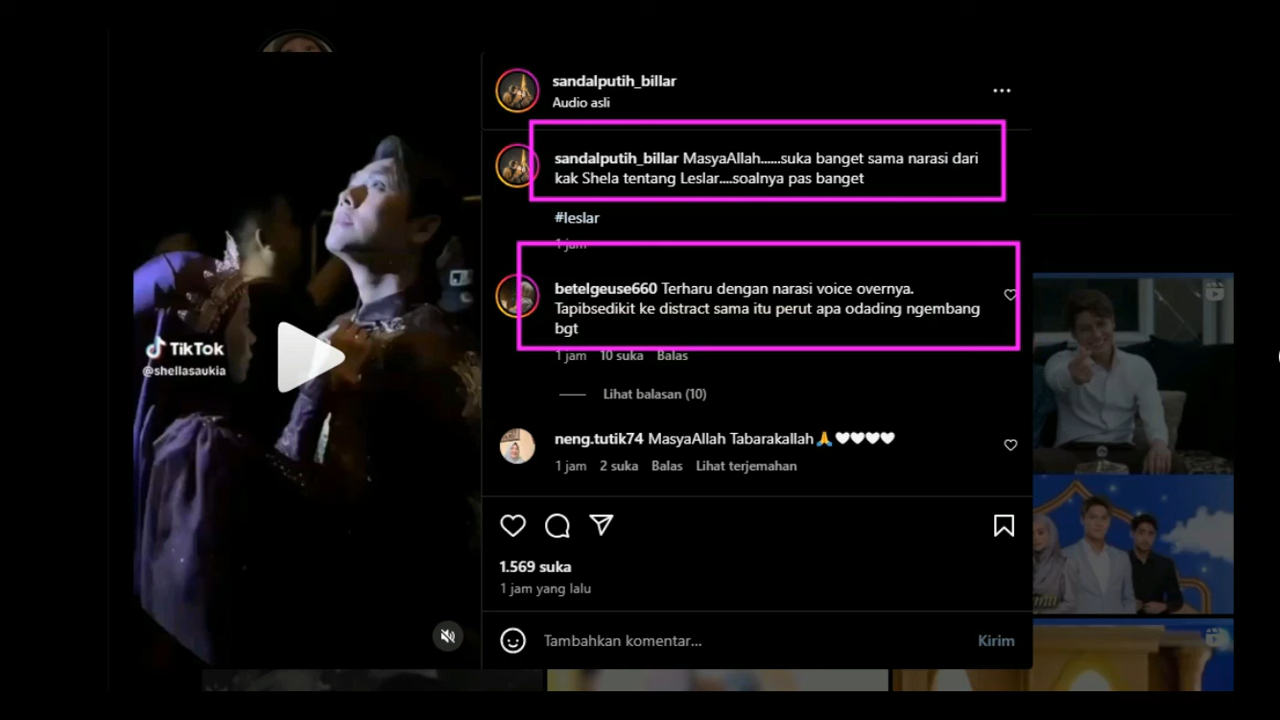 sandalputih_billar
Audio asli
sandalputih_billar MasyaAllah......suka banget sama narasi dari
kak Shela tentang Leslar....soalnya pas banget
#leslar
1 jam
betelgeuse660 Terharu dengan narasi voice overnya.
Tapibsedikit ke distract sama itu perut apa odading ngembang
bgt
1 jam 10 suka Balas
Lihat balasan (10)
neng.tutik74 MasyaAllah Tabarakallah🙏🤍🤍🤍🤍
1 jam 2 suka Balas Lihat terjemahan
1.569 suka
1 jam yang lalu
Tambahkan komentar... Kirim
TikTok
@shellasaukia